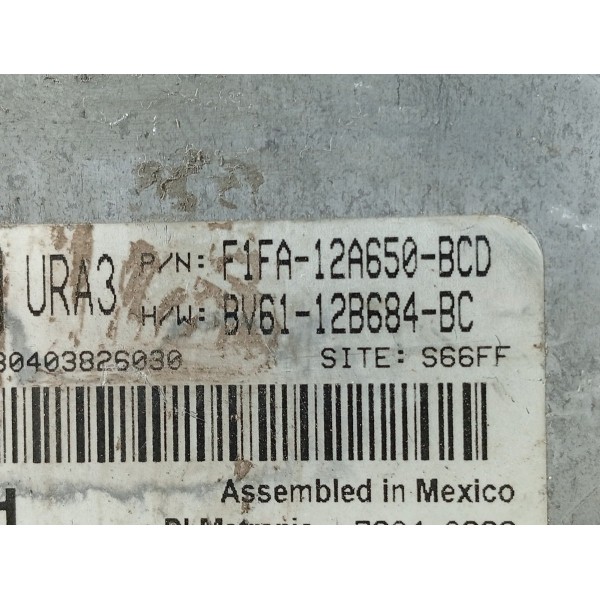 URA3 P/N: F1FA-12A650-BCD
H/W: BV61-12B684-BC
30403826030 SITE: S66FF
H Assembled in Mexico